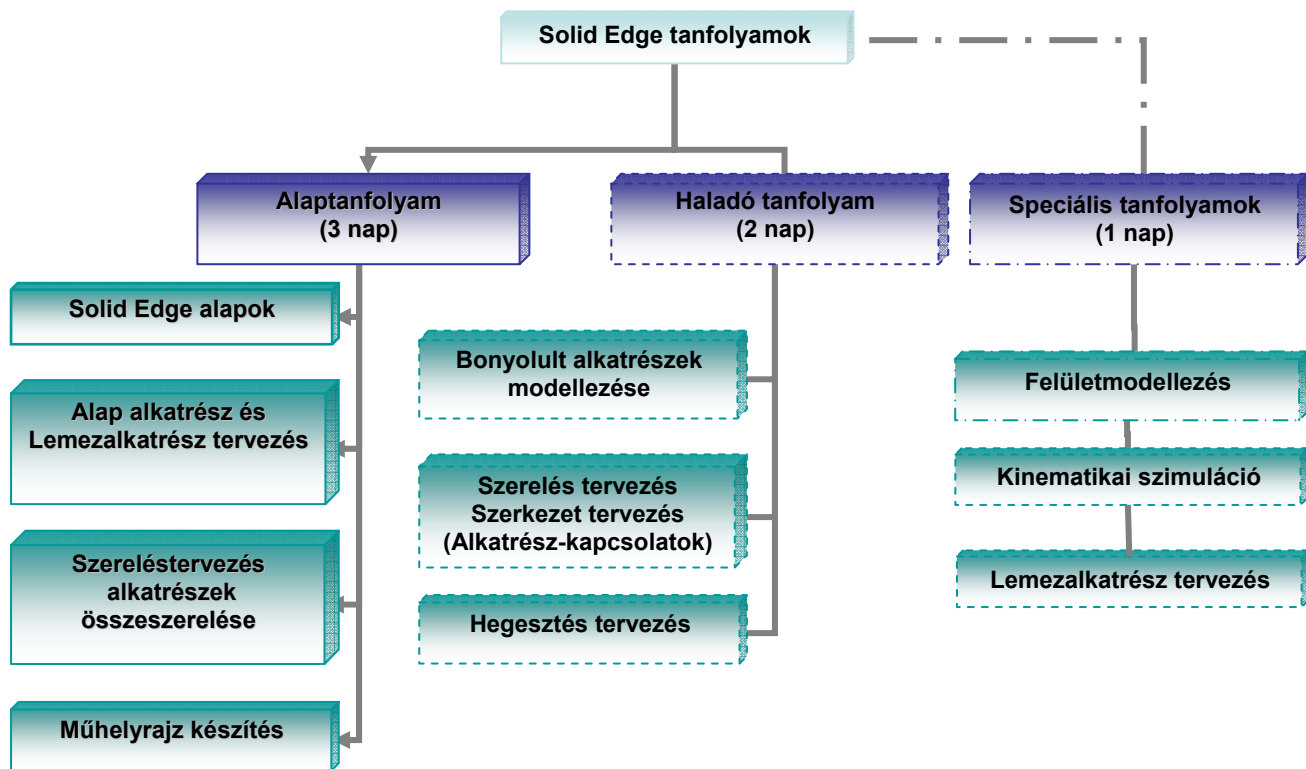 Solid Edge tanfolyamok
Alaptanfolyam
(3 nap)
Solid Edge alapok
Alap alkatrész és
Lemezalkatrész tervezés
Szereléstervezés
alkatrészek
összeszerelése
Műhelyrajz készítés
Haladó tanfolyam
(2 nap)
Bonyolult alkatrészek
modellezése
Szerelés tervezés
Szerkezet tervezés
(Alkatrész-kapcsolatok)
Hegesztés tervezés
Speciális tanfolyamok
(1 nap)
Felületmodellezés
Kinematikai szimuláció
Lemezalkatrész tervezés